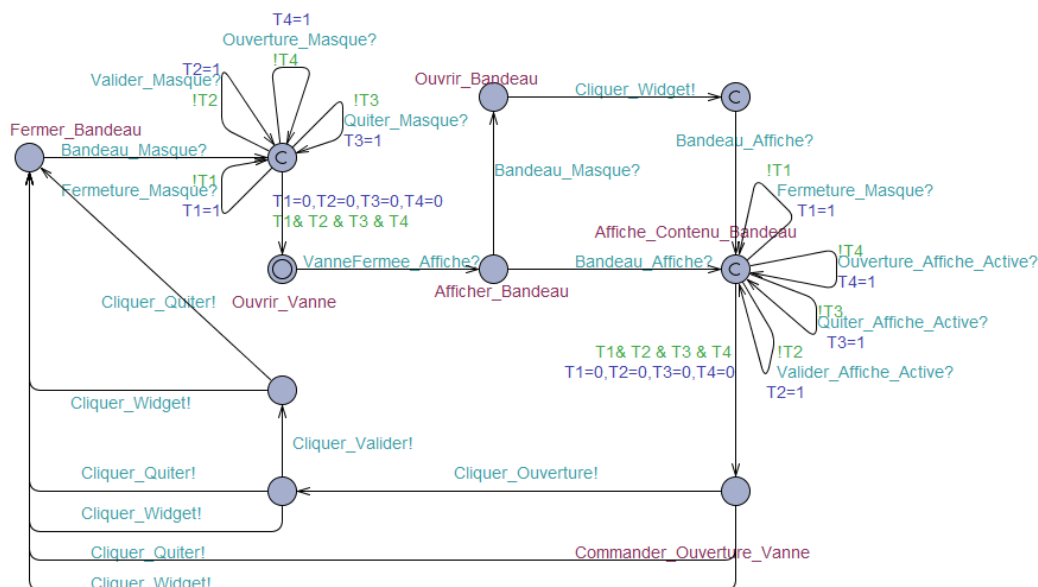 T4=1
Ouverture_Masque?
!T4
T2=1
Valider_Masque?
!T2
!T3
Quiter_Masque?
T3=1
Fermer_Bandeau
Bandeau_Masque?
!T1
Fermeture_Masque?
T1=1
T1=0,T2=0,T3=0,T4=0
T1& T2 & T3 & T4
C
Ouvrir_Bandeau
Cliquer_Widget!
C
Bandeau_Affiche?
Bandeau_Masque?
!T1
Fermeture_Masque?
T1=1
Affiche_Contenu_Bandeau
VanneFermee_Affiche?
Bandeau_Affiche?
C
Ouvrir_Vanne
Afficher_Bandeau
!T4
Ouverture_Affiche_Active?
T4=1
!T3
Quiter_Affiche_Active?
T3=1
!T2
Valider_Affiche_Active?
T2=1
T1& T2 & T3 & T4
T1=0,T2=0,T3=0,T4=0
Cliquer_Quiter!
Cliquer_Widget!
Cliquer_Valider!
Cliquer_Quiter!
Cliquer_Ouverture!
Cliquer_Widget!
Cliquer_Quiter!
Commander_Ouverture_Vanne
Cliquer_Widget!